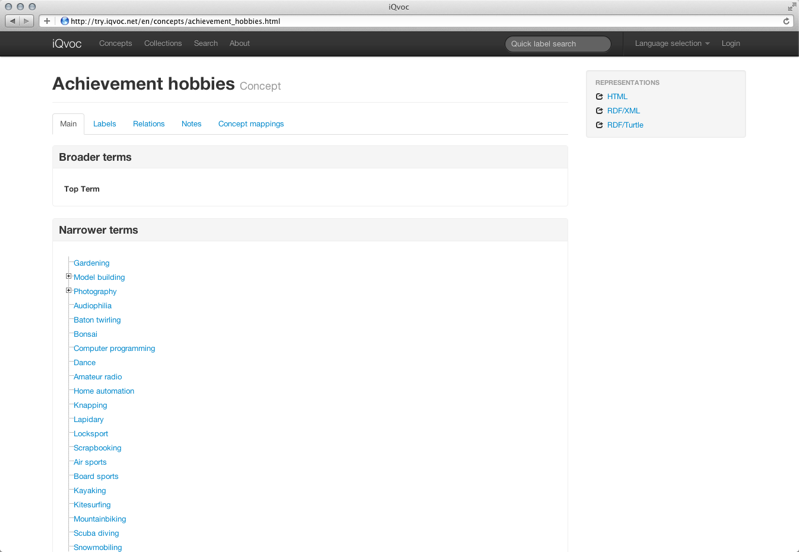 iQvoc
http://try.iqvoc.net/en/concepts/achievement_hobbies.html
iQvoc Concepts Collections Search About Quick label search Language selection Login
Achievement hobbies Concept
Main Labels Relations Notes Concept mappings
Broader terms
Top Term
Narrower terms
Gardening
Model building
Photography
Audiophilia
Baton twirling
Bonsai
Computer programming
Dance
Amateur radio
Home automation
Knapping
Lapidary
Locksport
Scrapbooking
Air sports
Board sports
Kayaking
Kitesurfing
Mountainbiking
Scuba diving
Snowmobiling
REPRESENTATIONS
HTML
RDF/XML
RDF/Turtle